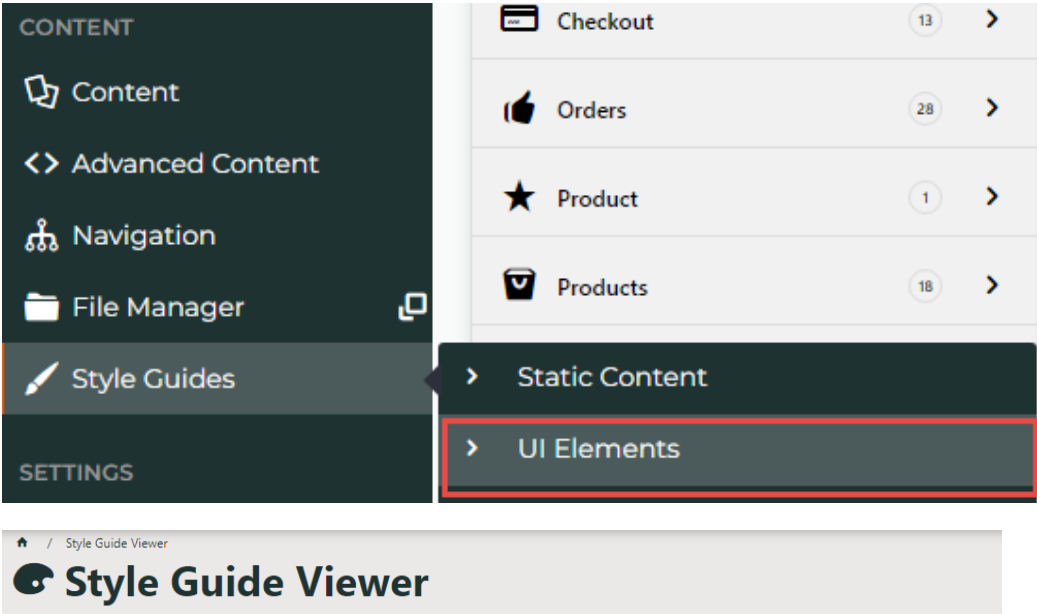 CONTENT
Content
Advanced Content
Navigation
File Manager
Style Guides
SETTINGS
Checkout 13
Orders 28
Product 1
Products 18
Static Content
UI Elements
/ Style Guide Viewer
Style Guide Viewer